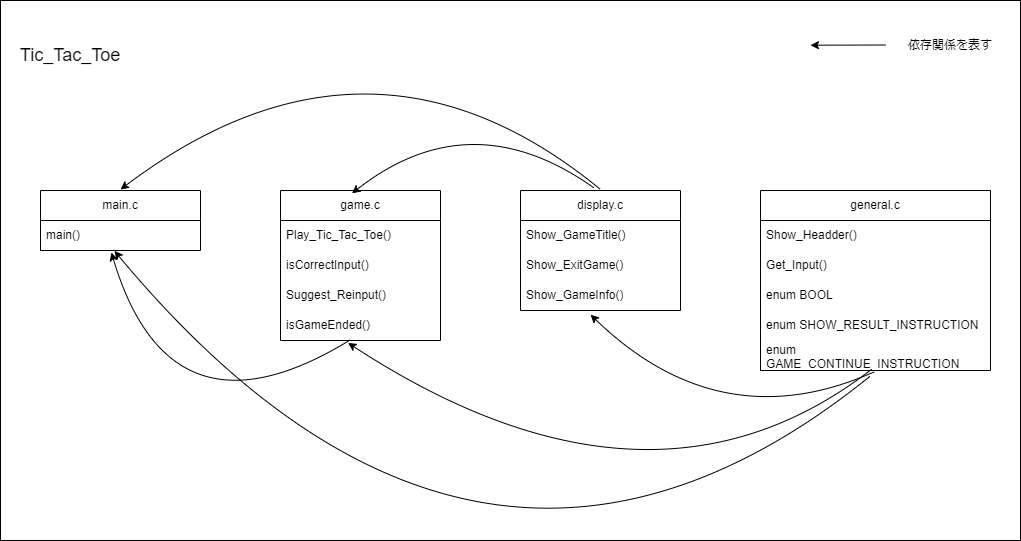 Tic_Tac_Toe
依存関係を表す
main.c
main()
game.c
Play_Tic_Tac_Toe()
isCorrectInput()
Suggest_Reinput()
isGameEnded()
display.c
Show_GameTitle()
Show_ExitGame()
Show_GameInfo()
general.c
Show_Headder()
Get_Input()
enum BOOL
enum SHOW_RESULT_INSTRUCTION
enum
GAME_CONTINUE_INSTRUCTION